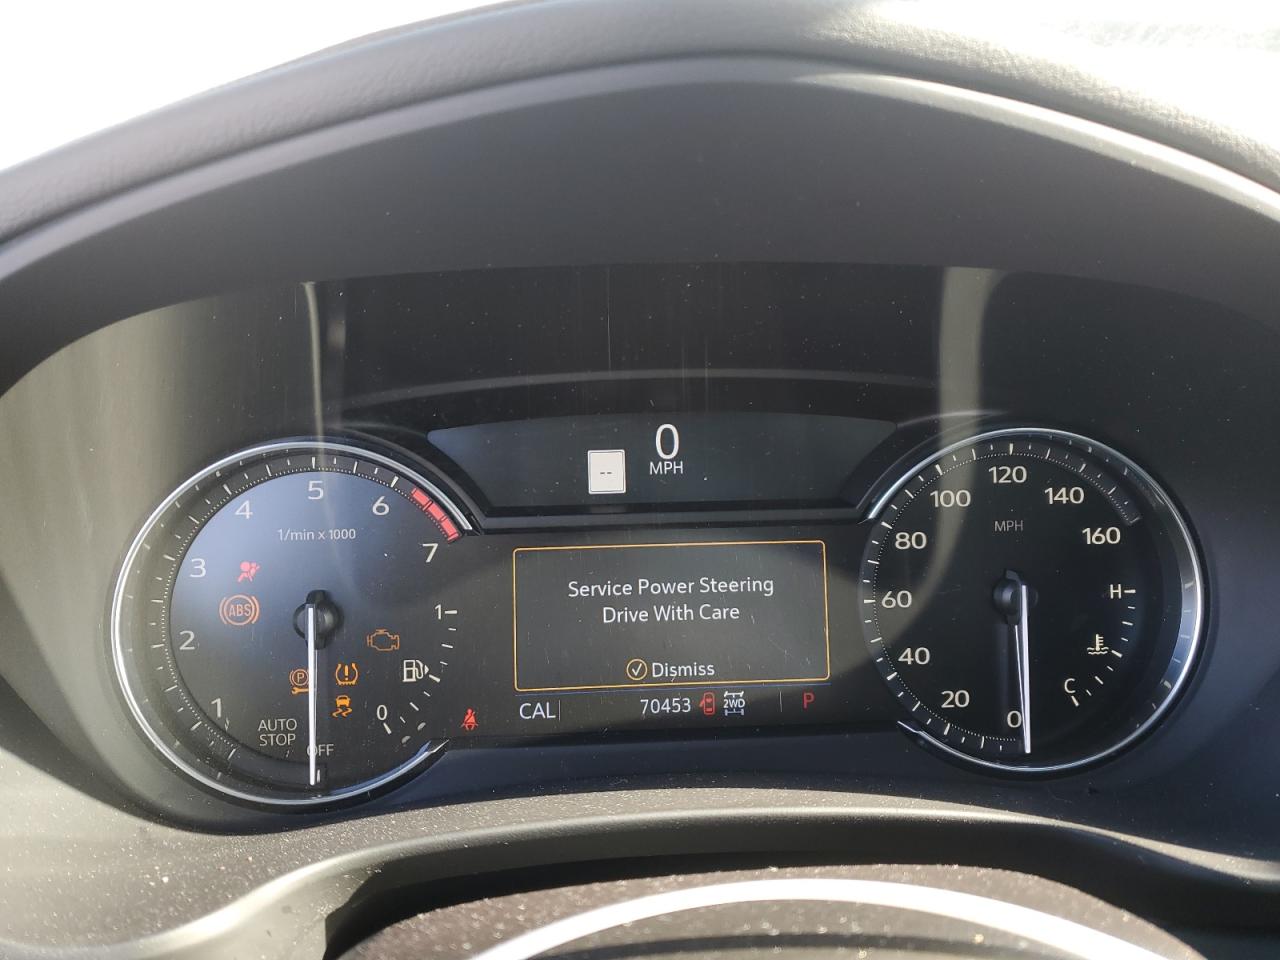 0
MPH
--
1
2
3
4
5
6
7
1/min x 1000
ABS
P
AUTO
STOP
OFF
1
0
Service Power Steering
Drive With Care
Dismiss
CAL
70453
2WD
P
0
20
40
60
80
100
120
140
160
MPH
H
C